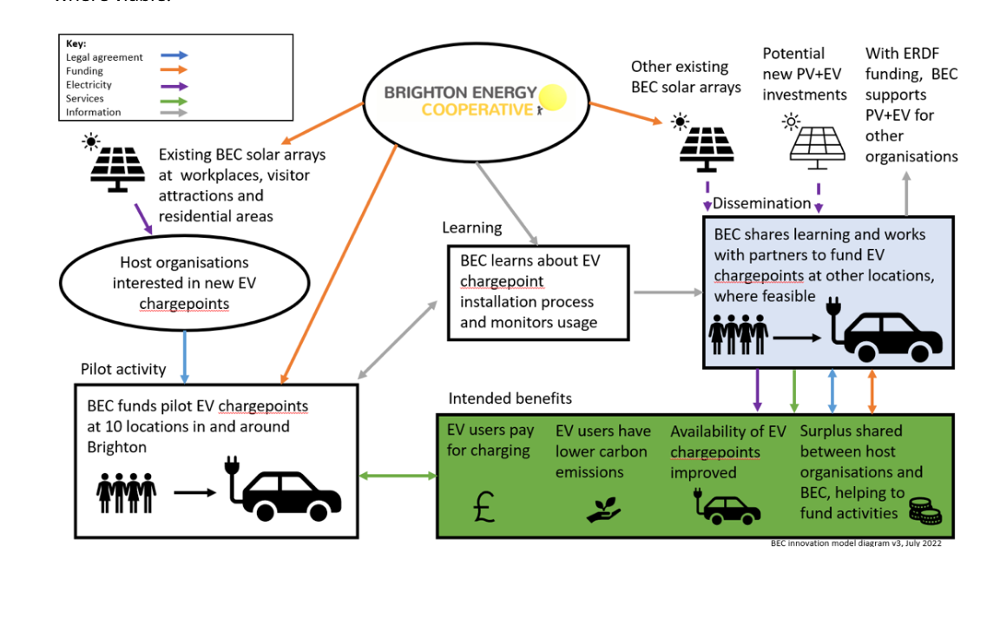 where viable.
Key:
Legal agreement
Funding
Electricity
Services
Information
BRIGHTON ENERGY
COOPERATIVE
Other existing
BEC solar arrays
Potential
new PV+EV
investments
With ERDF
funding, BEC
supports
PV+EV for
other
organisations
Existing BEC solar arrays
at workplaces, visitor
attractions and
residential areas
Host organisations
interested in new EV
chargepoints
Learning
BEC learns about EV
chargepoint
installation process
and monitors usage
Dissemination
BEC shares learning and works
with partners to fund EV
chargepoints at other locations,
where feasible
Pilot activity
BEC funds pilot EV chargepoints
at 10 locations in and around
Brighton
Intended benefits
EV users pay
for charging
£
EV users have
lower carbon
emissions
Availability of EV
chargepoints
improved
Surplus shared
between host
organisations and
BEC, helping to
fund activities
BEC innovation model diagram v3, July 2022